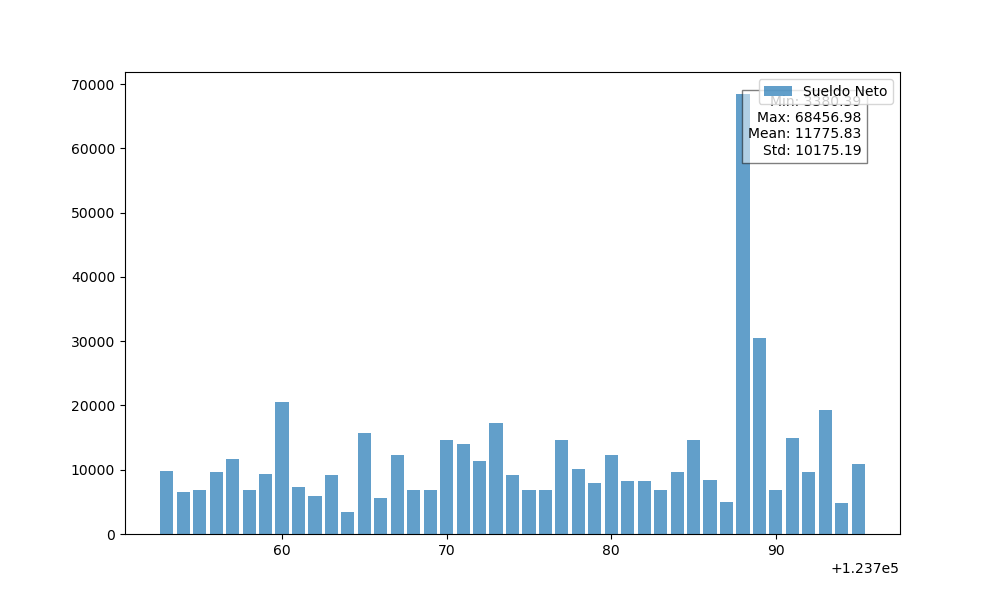 70000
60000
50000
40000
30000
20000
10000
0
Sueldo Neto
Min: 3380.39
Max: 68456.98
Mean: 11775.83
Std: 10175.19
60 70 80 90
+1.237e5